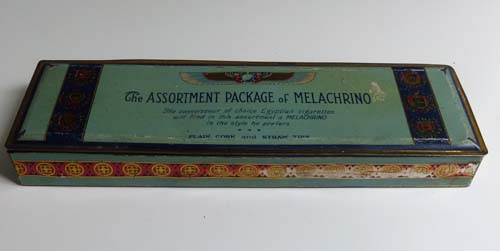 The ASSORTMENT PACKAGE of MELACHRINO
The connoisseur of choice Egyptian cigarettes
will find in this assortment a MELACHRINO
in the style he prefers
PLAIN CORK and STRAW TIPS